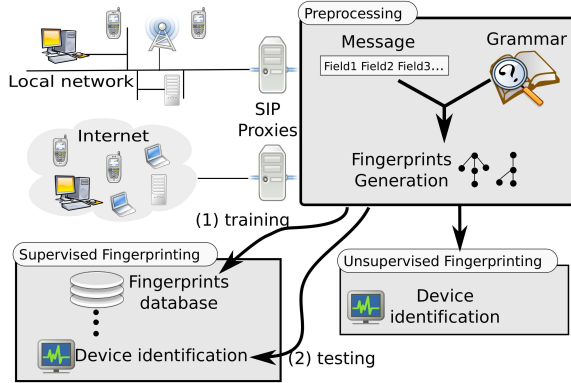 Preprocessing
Message
Grammar
Field1 Field2 Field3...
Local network
SIP
Proxies
Internet
Fingerprints
Generation
(1) training
Supervised Fingerprinting
Fingerprints
database
Device identification
(2) testing
Unsupervised Fingerprinting
Device
identification